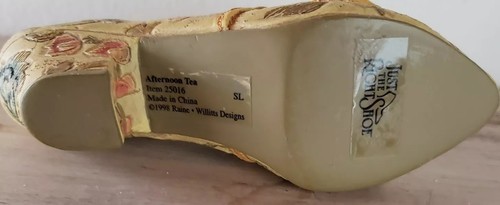 Afternoon Tea
Item 25016
Made in China
©1998 Raine • Willitts Designs
SL
JUST
THE
RIGHT
SHOE